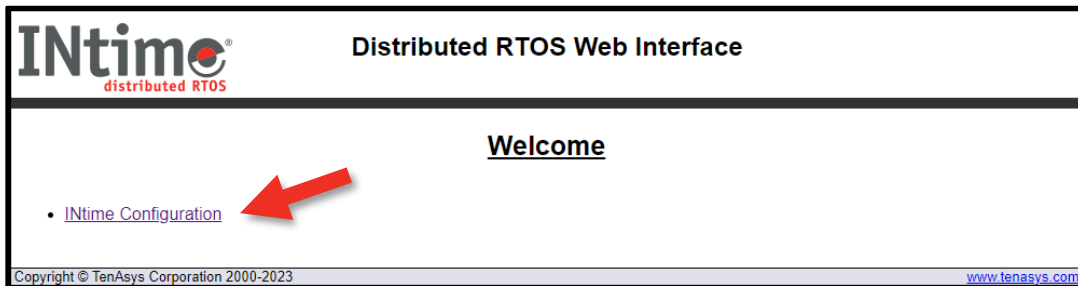 INtime®
distributed RTOS
Distributed RTOS Web Interface
Welcome
• INtime Configuration
Copyright © TenAsys Corporation 2000-2023
www.tenasys.com